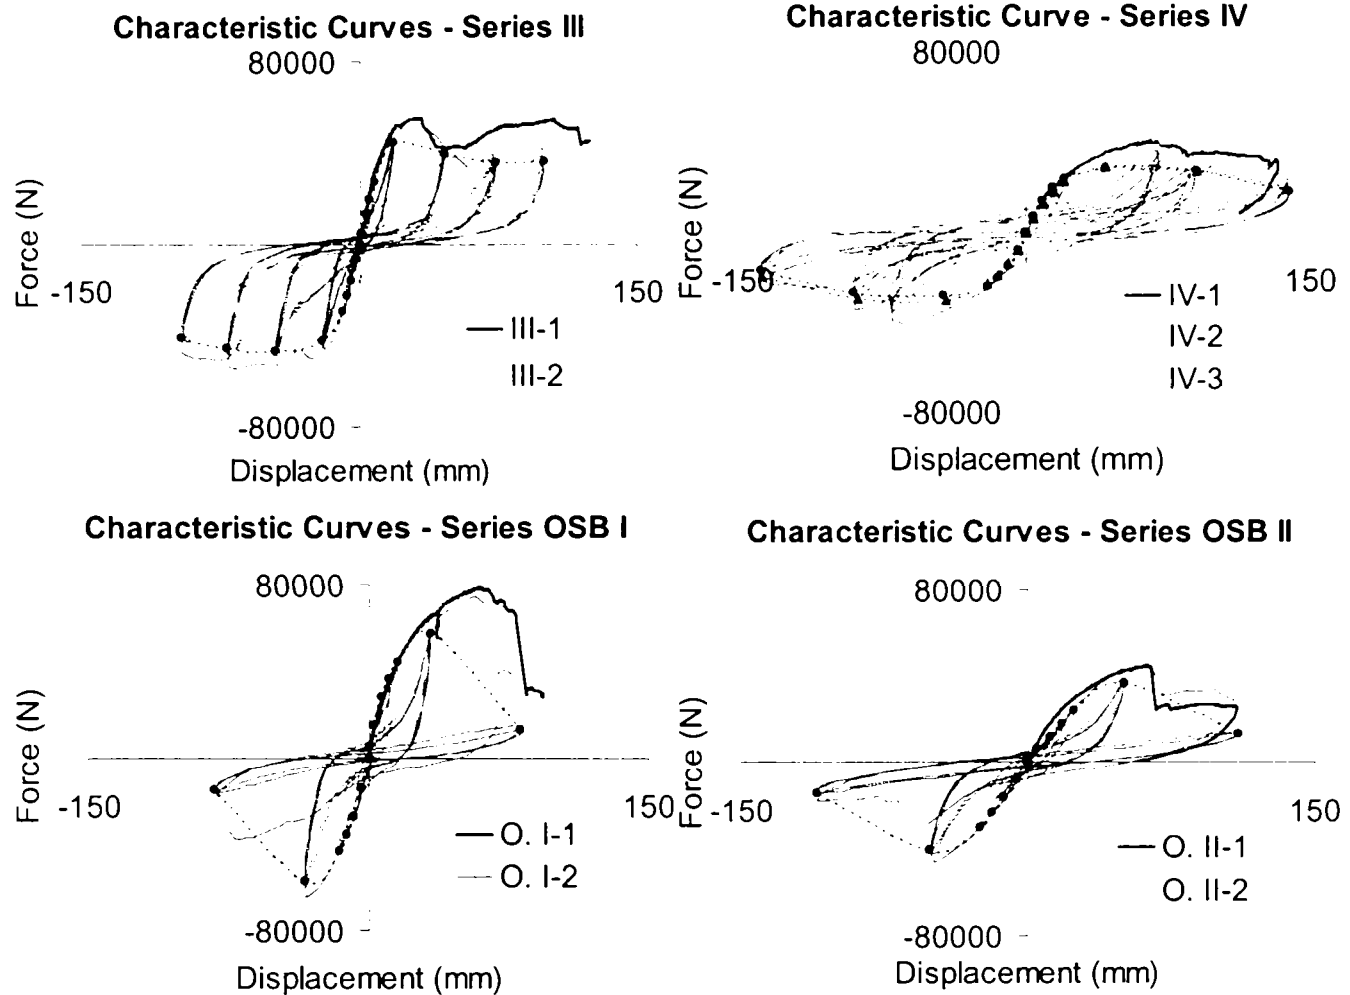 Characteristic Curves - Series III
80000
Force (N)
-150
150
III-1
III-2
-80000
Displacement (mm)
Characteristic Curve - Series IV
80000
Force (N)
-150
150
IV-1
IV-2
IV-3
-80000
Displacement (mm)
Characteristic Curves - Series OSB I
80000
Force (N)
-150
150
O. I-1
O. I-2
-80000
Displacement (mm)
Characteristic Curves - Series OSB II
80000
Force (N)
-150
150
O. II-1
O. II-2
-80000
Displacement (mm)